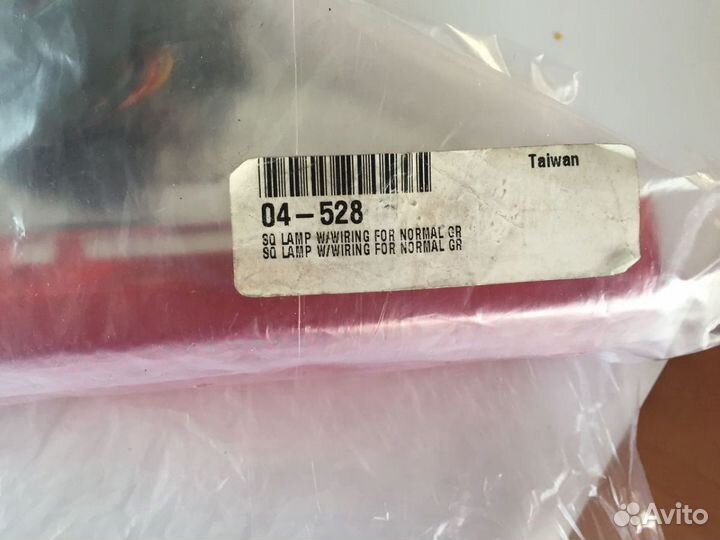 Taiwan
04-528
SQ LAMP W/WIRING FOR NORMAL GR
SQ LAMP W/WIRING FOR NORMAL GR
Avito